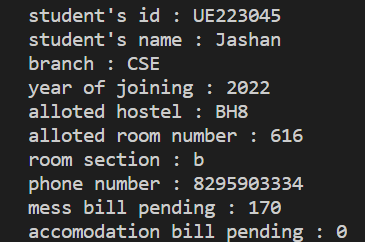 student's id : UE223045
student's name : Jashan
branch : CSE
year of joining : 2022
alloted hostel : BH8
alloted room number : 616
room section : b
phone number : 8295903334
mess bill pending : 170
accomodation bill pending : 0